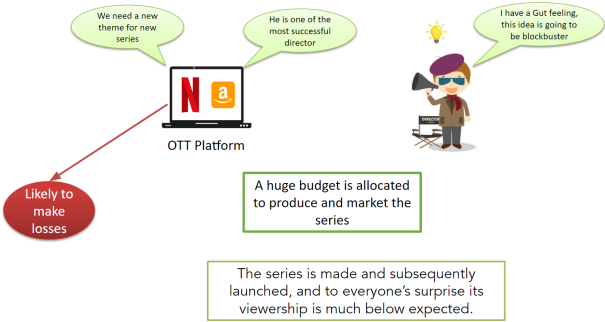 We need a new
theme for new
series
He is one of the
most successful
director
I have a Gut feeling,
this idea is going to
be blockbuster
N a
DIRECTOR
OTT Platform
Likely to
make
losses
A huge budget is allocated
to produce and market the
series
The series is made and subsequently
launched, and to everyone’s surprise its
viewership is much below expected.